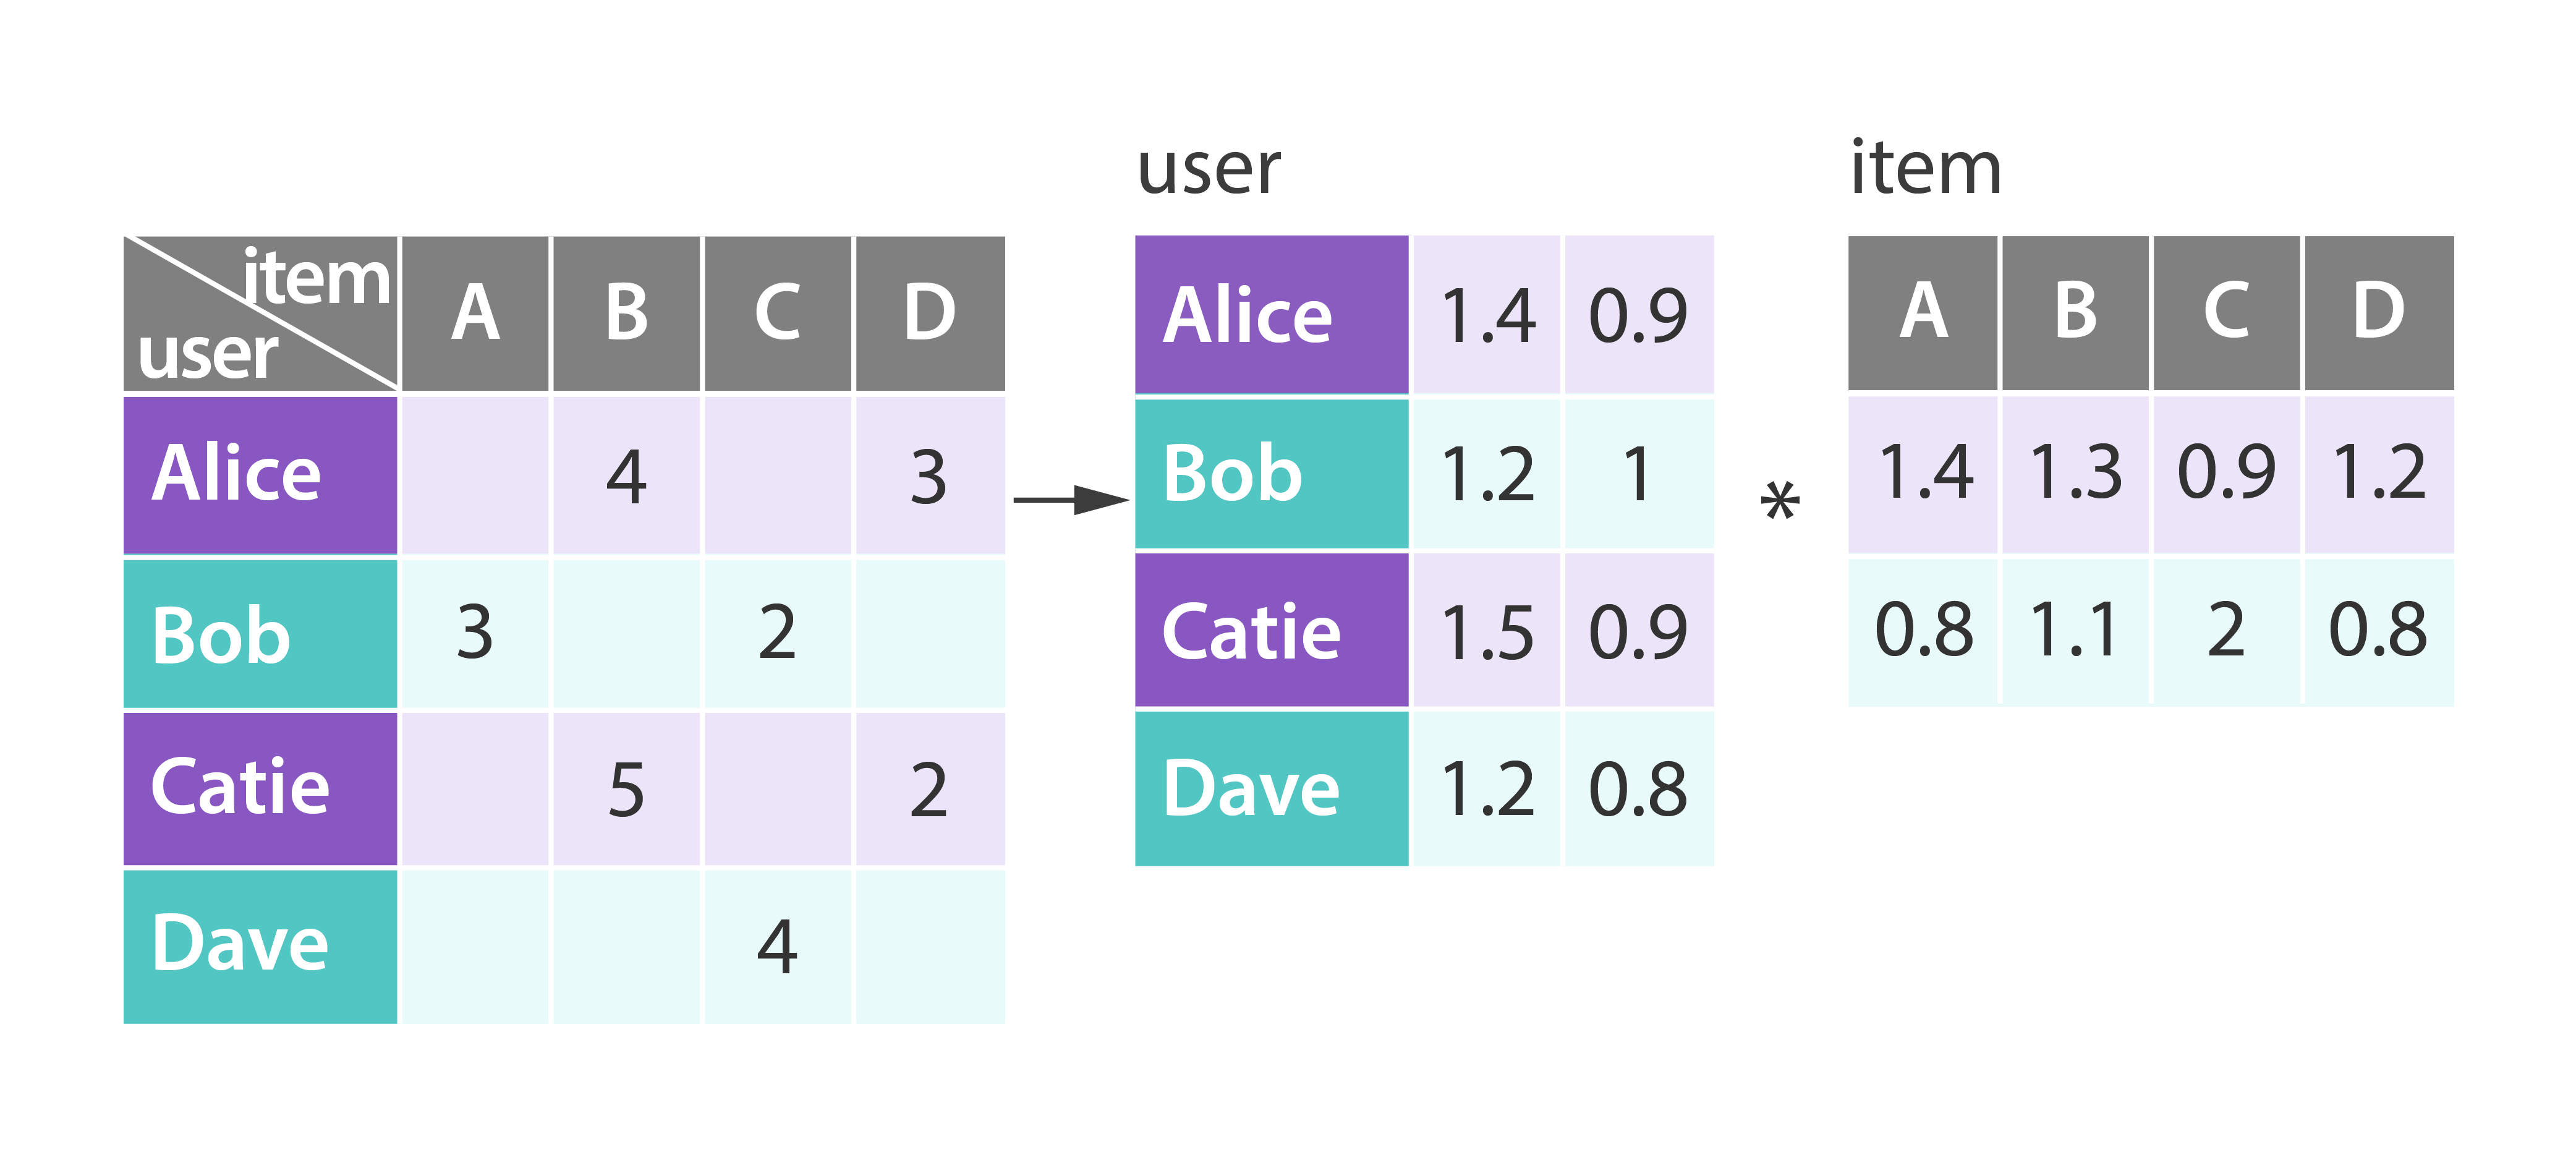 item
user
A B C D
Alice 4 3
Bob 3 2
Catie 5 2
Dave 4
user
Alice 1.4 0.9
Bob 1.2 1
Catie 1.5 0.9
Dave 1.2 0.8
*
item
A B C D
1.4 1.3 0.9 1.2
0.8 1.1 2 0.8